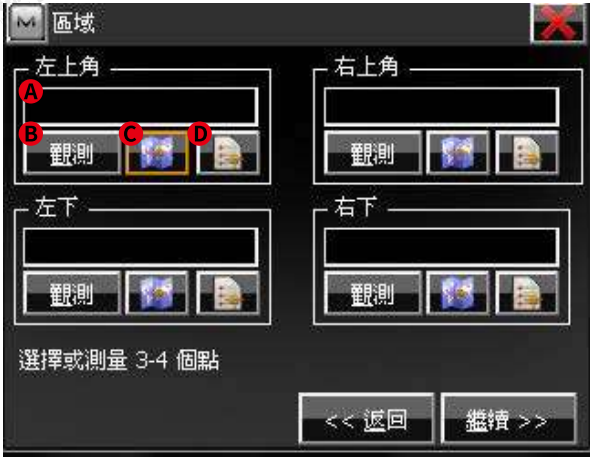 區域
左上角
右上角
A
B 觀測 C D
觀測
左下
右下
觀測
觀測
選擇或測量 3-4 個點
<< 返回
繼續 >>